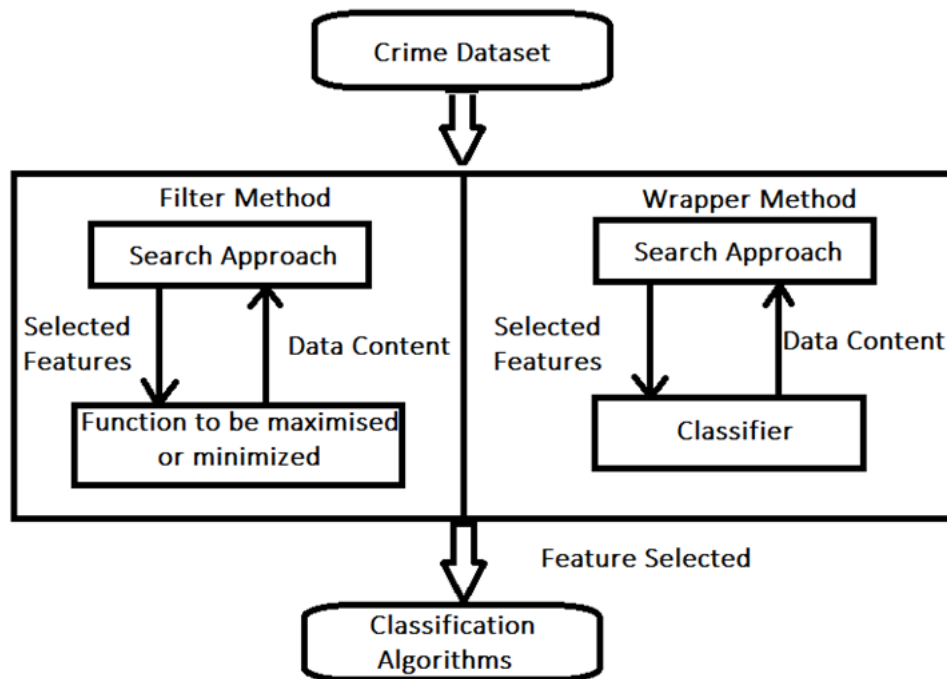 Crime Dataset
Filter Method
Search Approach
Selected
Features
Data Content
Function to be maximised
or minimized
Wrapper Method
Search Approach
Selected
Features
Data Content
Classifier
Feature Selected
Classification
Algorithms